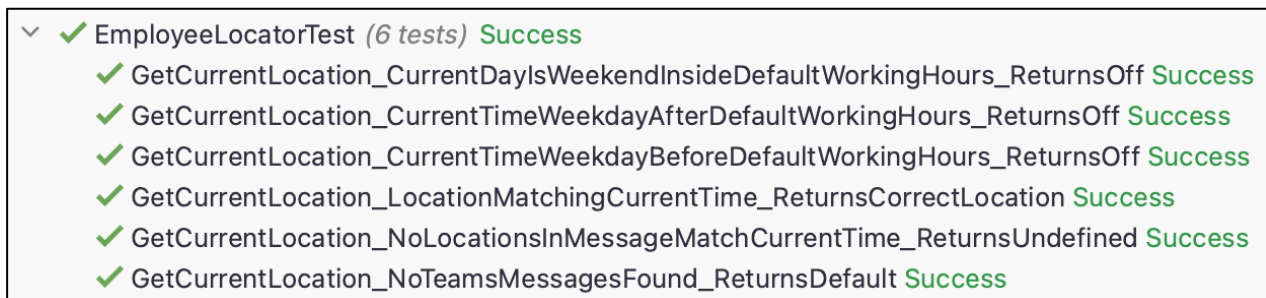 EmployeeLocatorTest (6 tests) Success
GetCurrentLocation_CurrentDayIsWeekendInsideDefaultWorkingHours_ReturnsOff Success
GetCurrentLocation_CurrentTimeWeekdayAfterDefaultWorkingHours_ReturnsOff Success
GetCurrentLocation_CurrentTimeWeekdayBeforeDefaultWorkingHours_ReturnsOff Success
GetCurrentLocation_LocationMatchingCurrentTime_ReturnsCorrectLocation Success
GetCurrentLocation_NoLocationsInMessageMatchCurrentTime_ReturnsUndefined Success
GetCurrentLocation_NoTeamsMessagesFound_ReturnsDefault Success